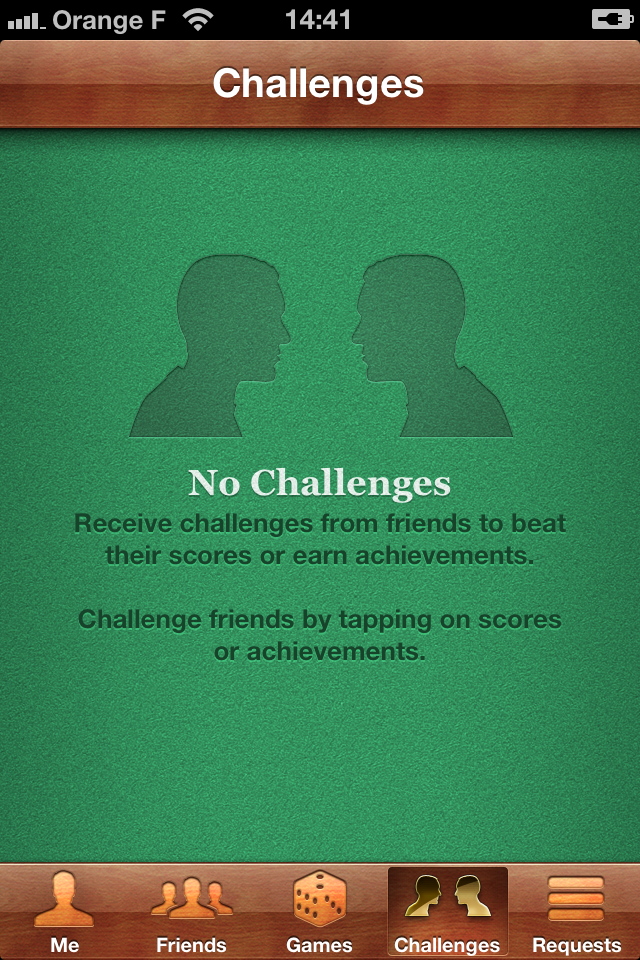 Orange F 14:41
Challenges
No Challenges
Receive challenges from friends to beat
their scores or earn achievements.
Challenge friends by tapping on scores
or achievements.
Me Friends Games Challenges Requests